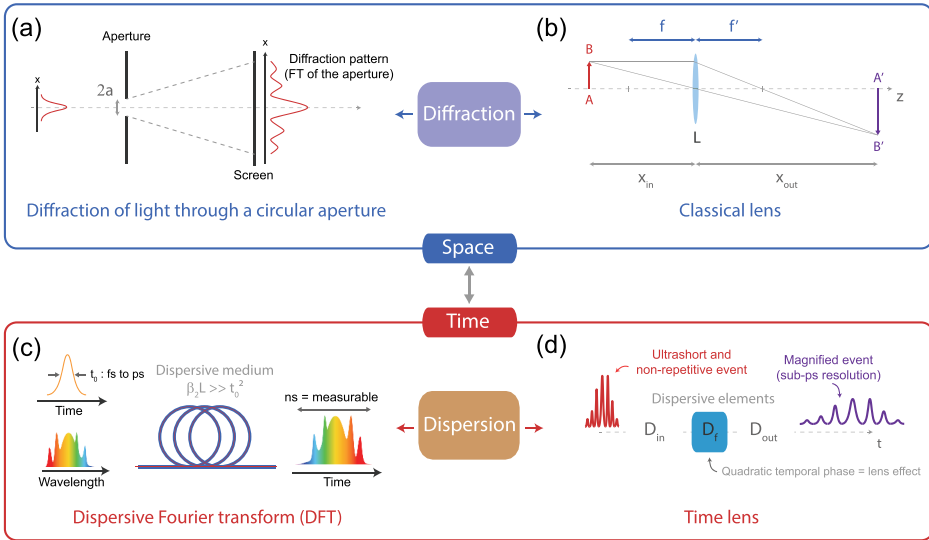 (a)
Aperture
x
2a
x
Diffraction pattern
(FT of the aperture)
Screen
Diffraction of light through a circular aperture
Diffraction
(b)
f
f'
B
A
L
A'
B'
z
x_in
x_out
Classical lens
Space
Time
(c)
t_0 : fs to ps
Time
Wavelength
Dispersive medium
β_2L >> t_0^2
ns = measurable
Time
Dispersive Fourier transform (DFT)
Dispersion
(d)
Ultrashort and
non-repetitive event
Magnified event
(sub-ps resolution)
Dispersive elements
D_in
D_f
D_out
t
Quadratic temporal phase = lens effect
Time lens